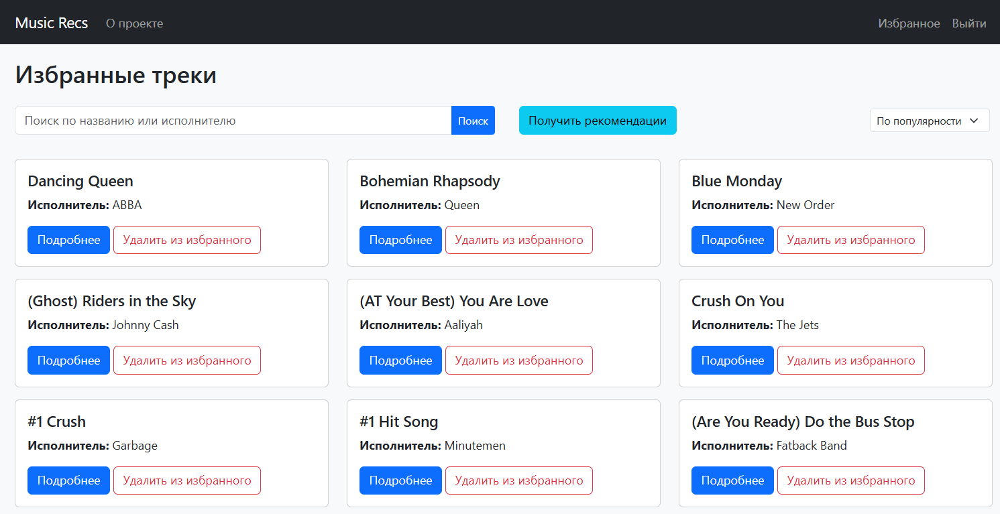 Music Recs О проекте Избранное Выйти
Избранные треки
Поиск по названию или исполнителю Поиск Получить рекомендации По популярности
Dancing Queen
Исполнитель: ABBA
Подробнее Удалить из избранного
Bohemian Rhapsody
Исполнитель: Queen
Подробнее Удалить из избранного
Blue Monday
Исполнитель: New Order
Подробнее Удалить из избранного
(Ghost) Riders in the Sky
Исполнитель: Johnny Cash
Подробнее Удалить из избранного
(AT Your Best) You Are Love
Исполнитель: Aaliyah
Подробнее Удалить из избранного
Crush On You
Исполнитель: The Jets
Подробнее Удалить из избранного
#1 Crush
Исполнитель: Garbage
Подробнее Удалить из избранного
#1 Hit Song
Исполнитель: Minutemen
Подробнее Удалить из избранного
(Are You Ready) Do the Bus Stop
Исполнитель: Fatback Band
Подробнее Удалить из избранного